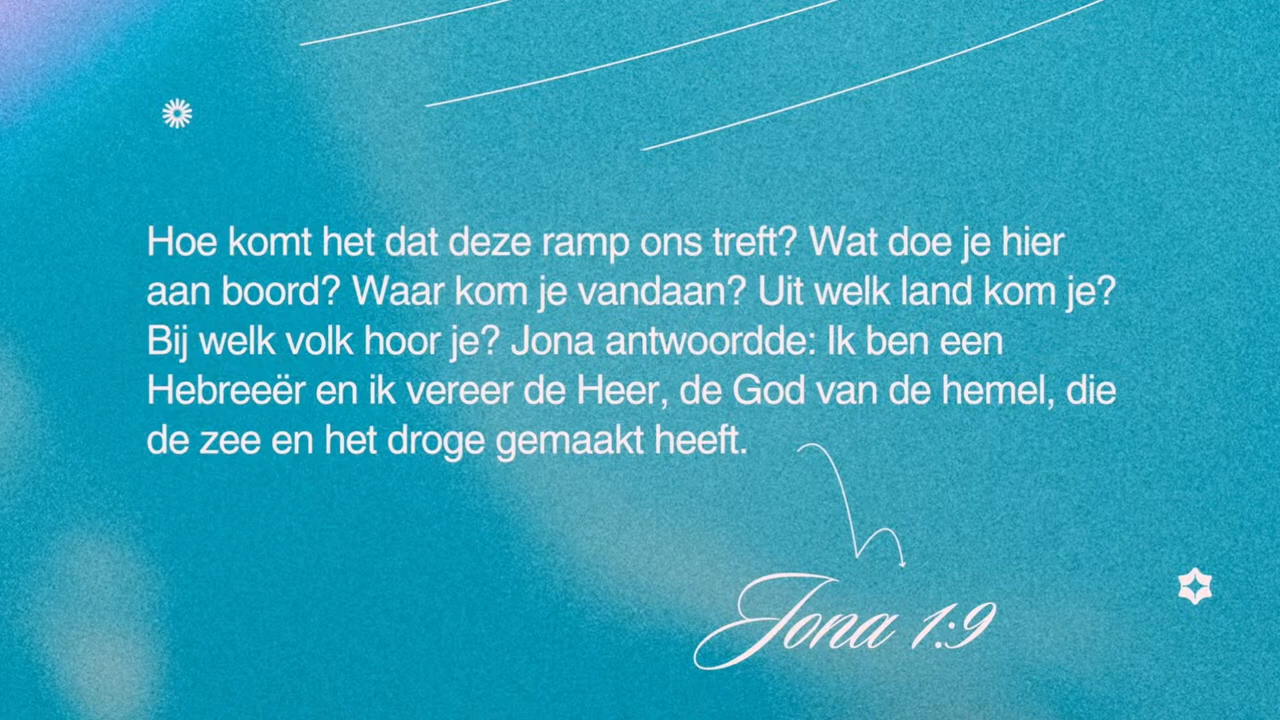 Hoe komt het dat deze ramp ons treft? Wat doe je hier
aan boord? Waar kom je vandaan? Uit welk land kom je?
Bij welk volk hoor je? Jona antwoordde: Ik ben een
Hebreeër en ik vereer de Heer, de God van de hemel, die
de zee en het droge gemaakt heeft.
Jona 1:9